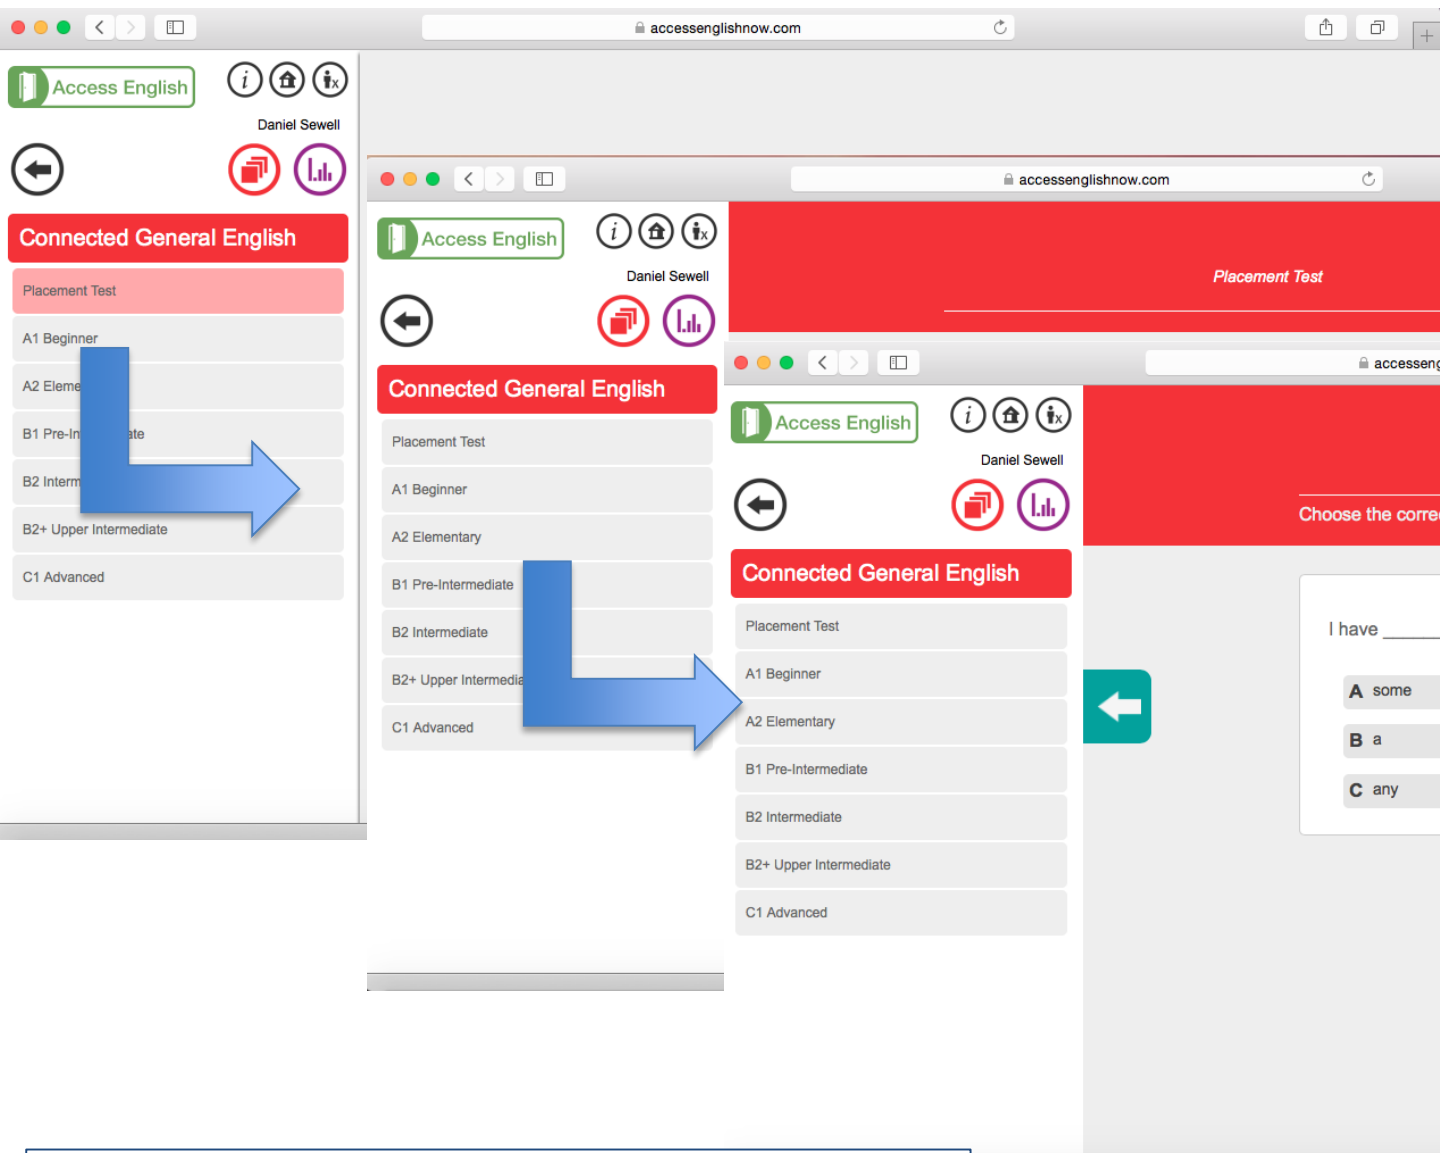 accessenglishnow.com
Access English
Daniel Sewell
Connected General English
Placement Test
A1 Beginner
A2 Eleme
B1 Pre-In ate
B2 Interm
B2+ Upper Intermediate
C1 Advanced
accessenglishnow.com
Access English
Daniel Sewell
Connected General English
Placement Test
A1 Beginner
A2 Elementary
B1 Pre-Intermediate
B2 Intermediate
B2+ Upper Intermedia
C1 Advanced
Placement Test
acceseng
Access English
Daniel Sewell
Connected General English
Placement Test
A1 Beginner
A2 Elementary
B1 Pre-Intermediate
B2 Intermediate
B2+ Upper Intermediate
C1 Advanced
Choose the corre
I have ______
A some
B a
C any